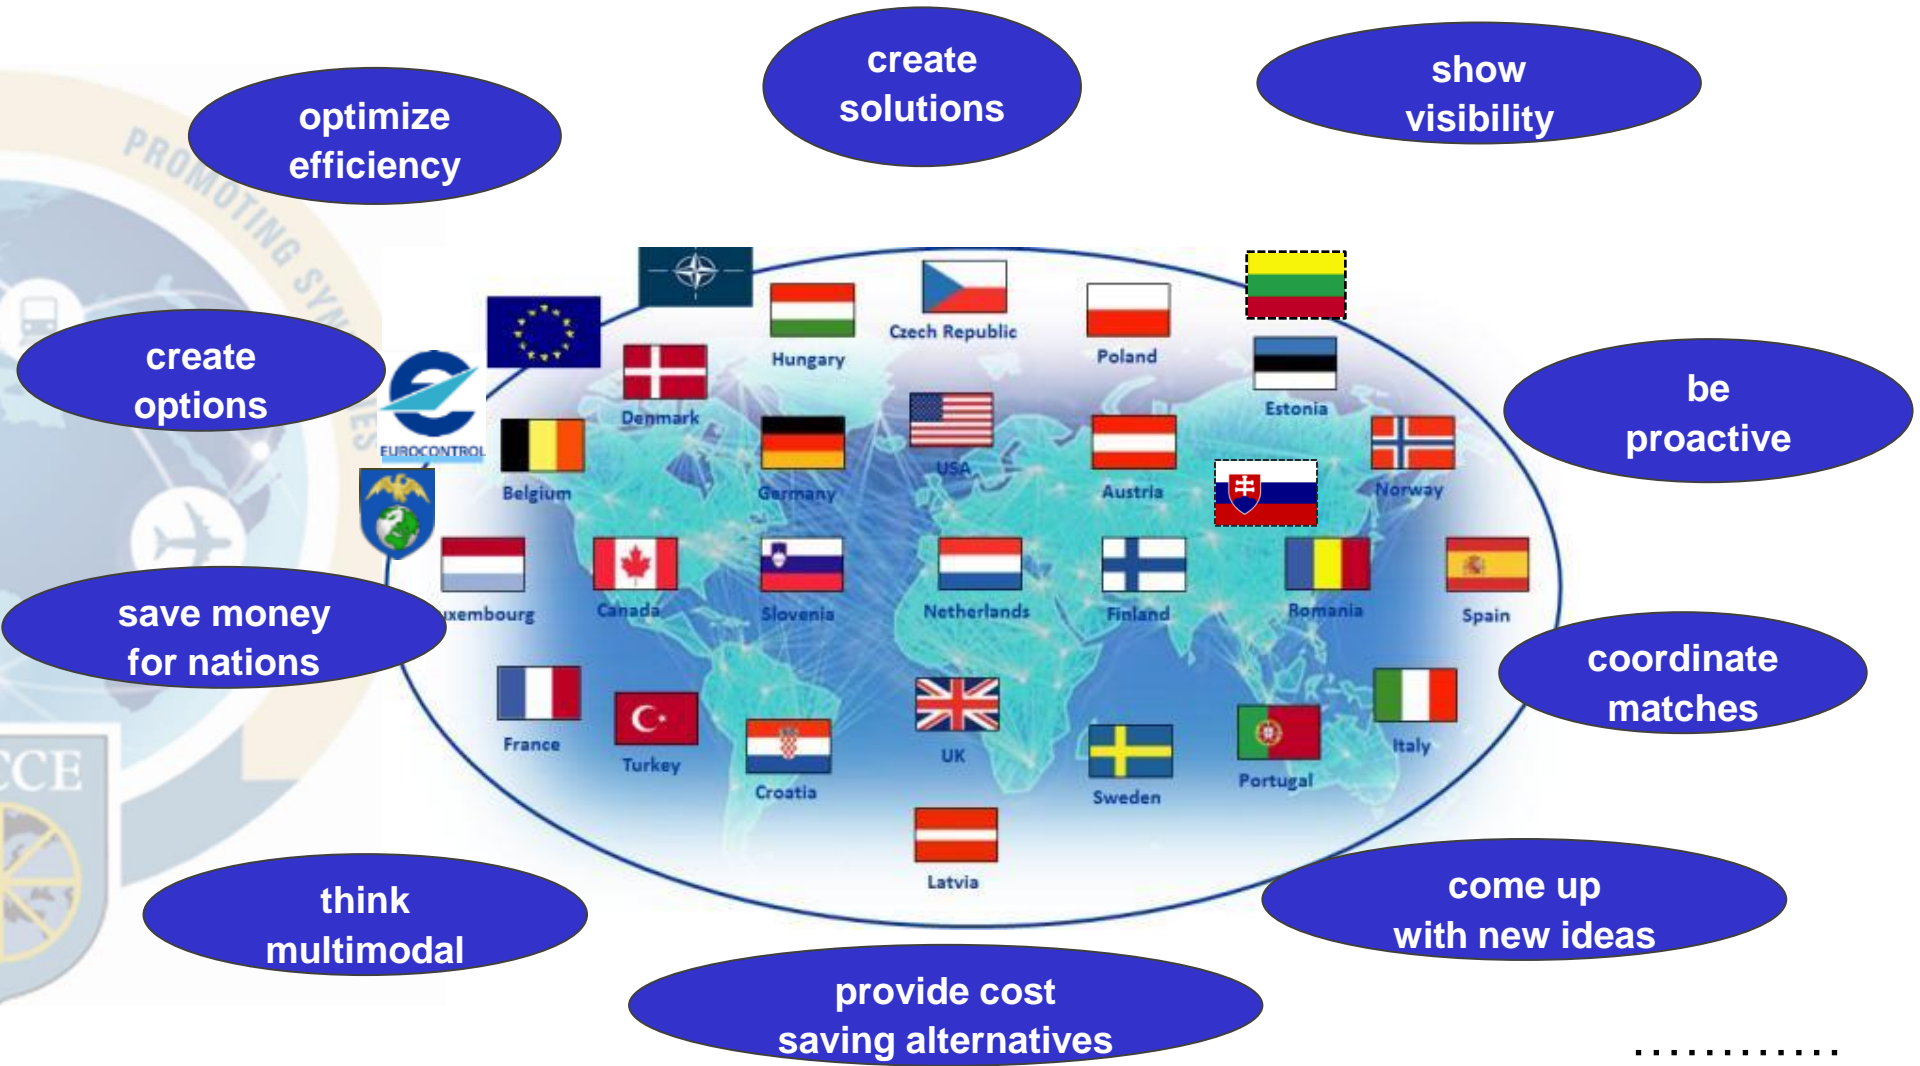 create
solutions
show
visibility
optimize
efficiency
PROMOTING
create
options
EUROCONTROL
Hungary
Czech Republic
Poland
Denmark
Estonia
be
proactive
Belgium
Germany
USA
Austria
Norway
save money
for nations
xembourg
Canada
Slovenia
Netherlands
Finland
Romania
Spain
coordinate
matches
France
Turkey
Croatia
UK
Sweden
Portugal
Italy
CCE
Latvia
think
multimodal
come up
with new ideas
provide cost
saving alternatives
............